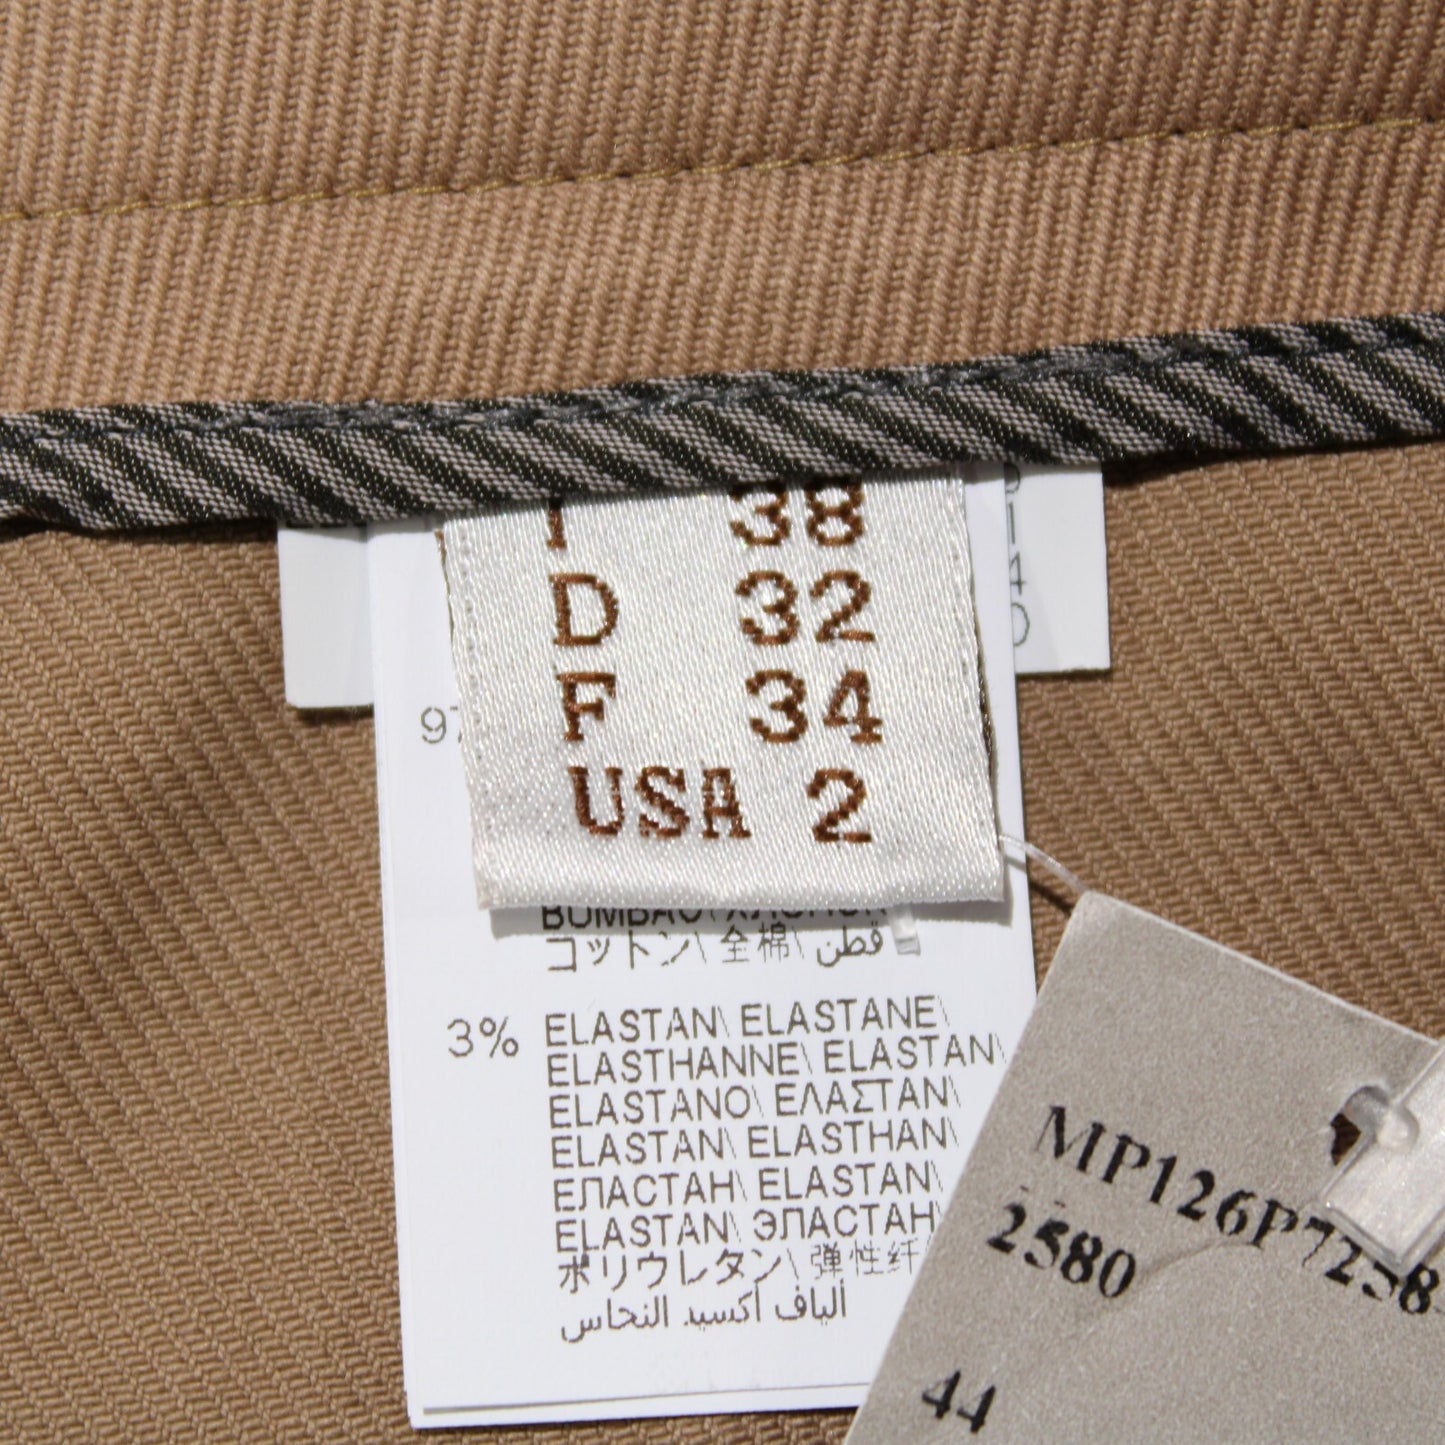 I 38
D 32
F 34
USA 2
コットン\ 全棉\ قطن
3% ELASTAN\ ELASTANE\
ELASTHANNE\ ELASTAN\
ELASTANO\ ΕΛΑΣΤΑΝ\
ELASTAN\ ELASTHAN\
ЕЛАСТАН\ ELASTAN\
ELASTAN\ ЭЛАСТАН\
ポリウレタン\ 弹性纤
ألياف أكسيد النحاس
MP126P7258
2580
44